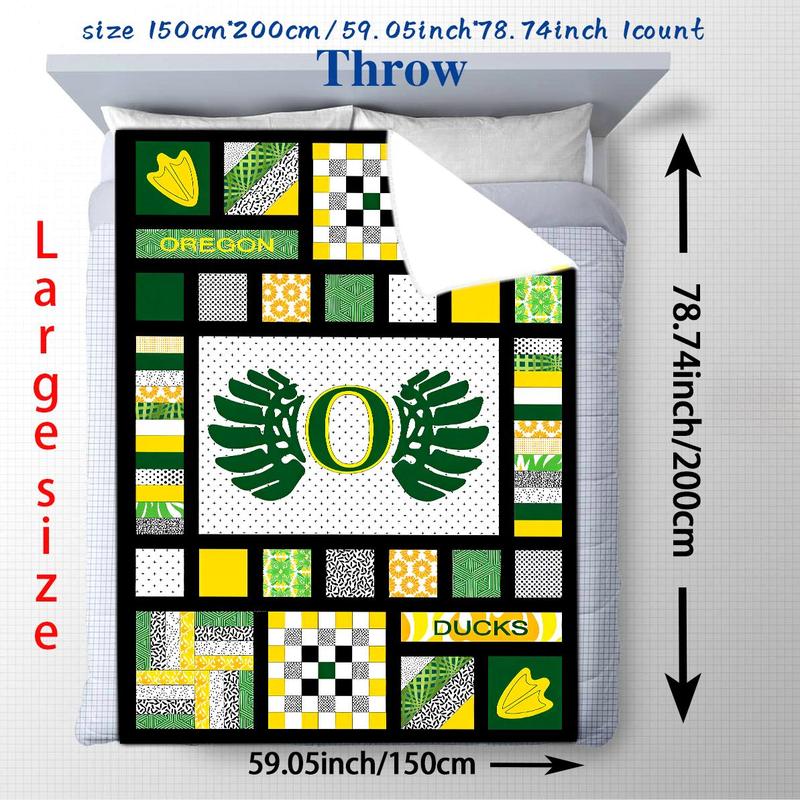 size 150cm*200cm/59.05inch*78.74inch 1count
Throw
Large size
OREGON
O
DUCKS
78.74inch/200cm
59.05inch/150cm